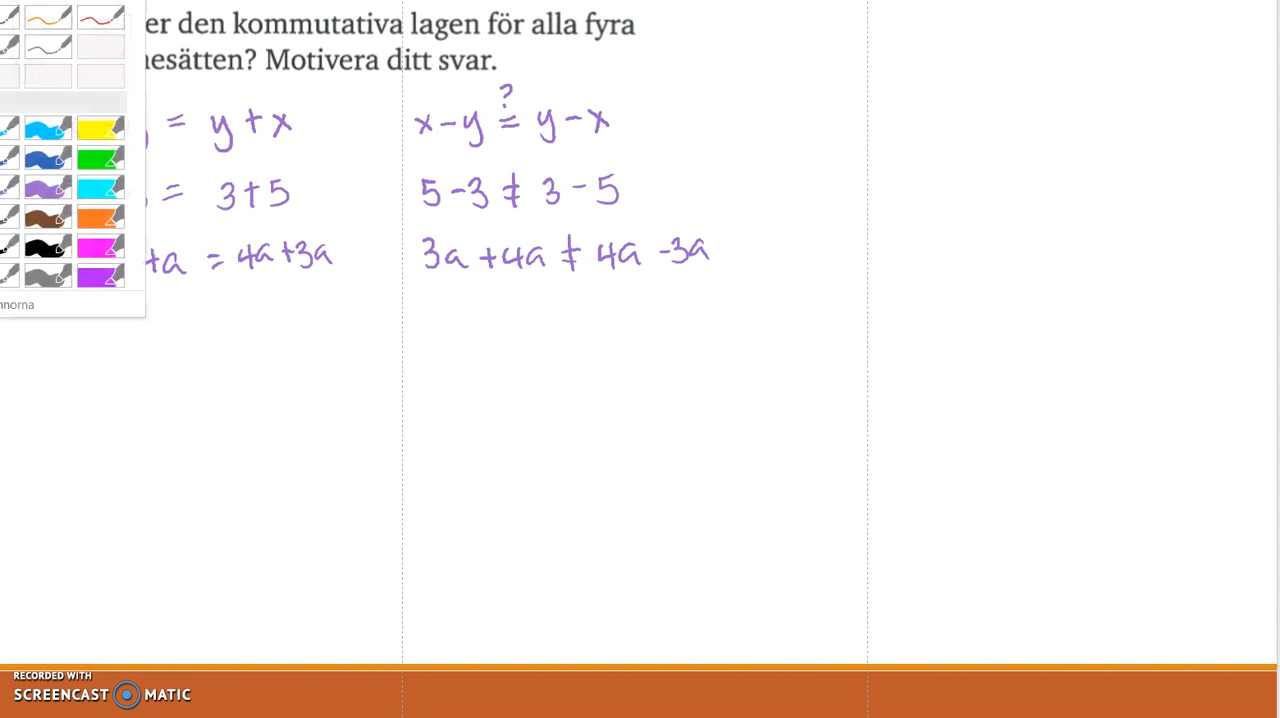 er den kommutativa lagen för alla fyra
nesätten? Motivera ditt svar.
= y + x
x - y ?= y - x
= 3 + 5
5 - 3 ≠ 3 - 5
+a = 4a + 3a
3a + 4a ≠ 4a - 3a
nnorna
RECORDED WITH
SCREENCAST MATIC